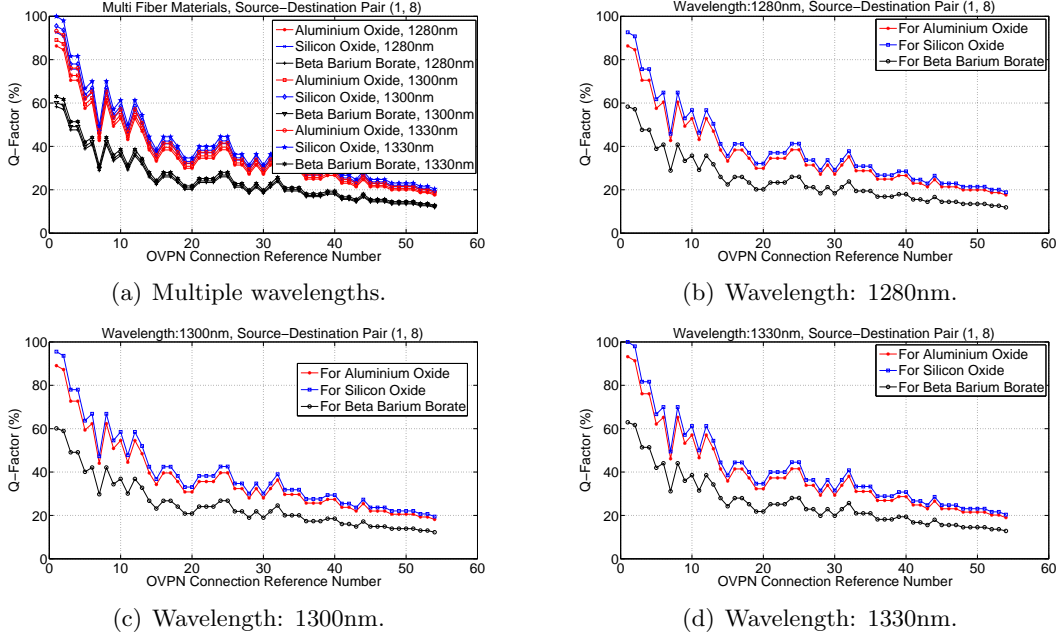 Multi Fiber Materials, Source−Destination Pair (1, 8)
Q−Factor (%)
100
80
60
40
20
0
Aluminium Oxide, 1280nm
Silicon Oxide, 1280nm
Beta Barium Borate, 1280nm
Aluminium Oxide, 1300nm
Silicon Oxide, 1300nm
Beta Barium Borate, 1300nm
Aluminium Oxide, 1330nm
Silicon Oxide, 1330nm
Beta Barium Borate, 1330nm
0 10 20 30 40 50 60
OVPN Connection Reference Number
(a) Multiple wavelengths.
Wavelength:1280nm, Source−Destination Pair (1, 8)
Q−Factor (%)
100
80
60
40
20
0
For Aluminium Oxide
For Silicon Oxide
For Beta Barium Borate
0 10 20 30 40 50 60
OVPN Connection Reference Number
(b) Wavelength: 1280nm.
Wavelength:1300nm, Source−Destination Pair (1, 8)
Q−Factor (%)
100
80
60
40
20
0
For Aluminium Oxide
For Silicon Oxide
For Beta Barium Borate
0 10 20 30 40 50 60
OVPN Connection Reference Number
(c) Wavelength: 1300nm.
Wavelength:1330nm, Source−Destination Pair (1, 8)
Q−Factor (%)
100
80
60
40
20
0
For Aluminium Oxide
For Silicon Oxide
For Beta Barium Borate
0 10 20 30 40 50 60
OVPN Connection Reference Number
(d) Wavelength: 1330nm.